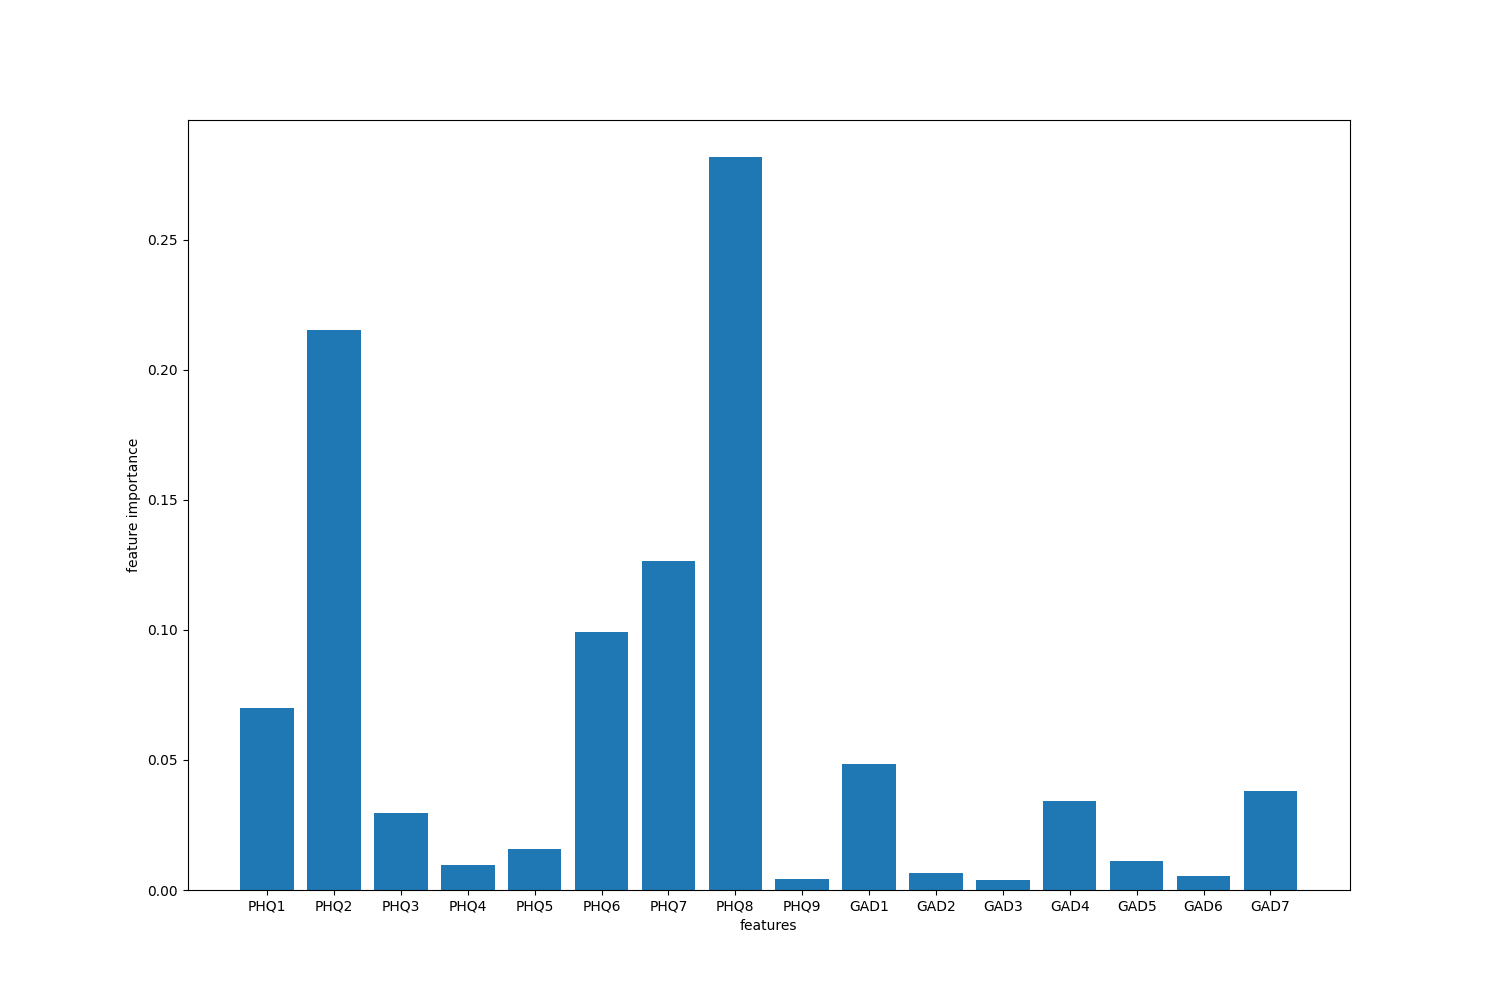 0.25
0.20
0.15
0.10
0.05
0.00
feature importance
PHQ1 PHQ2 PHQ3 PHQ4 PHQ5 PHQ6 PHQ7 PHQ8 PHQ9 GAD1 GAD2 GAD3 GAD4 GAD5 GAD6 GAD7
features